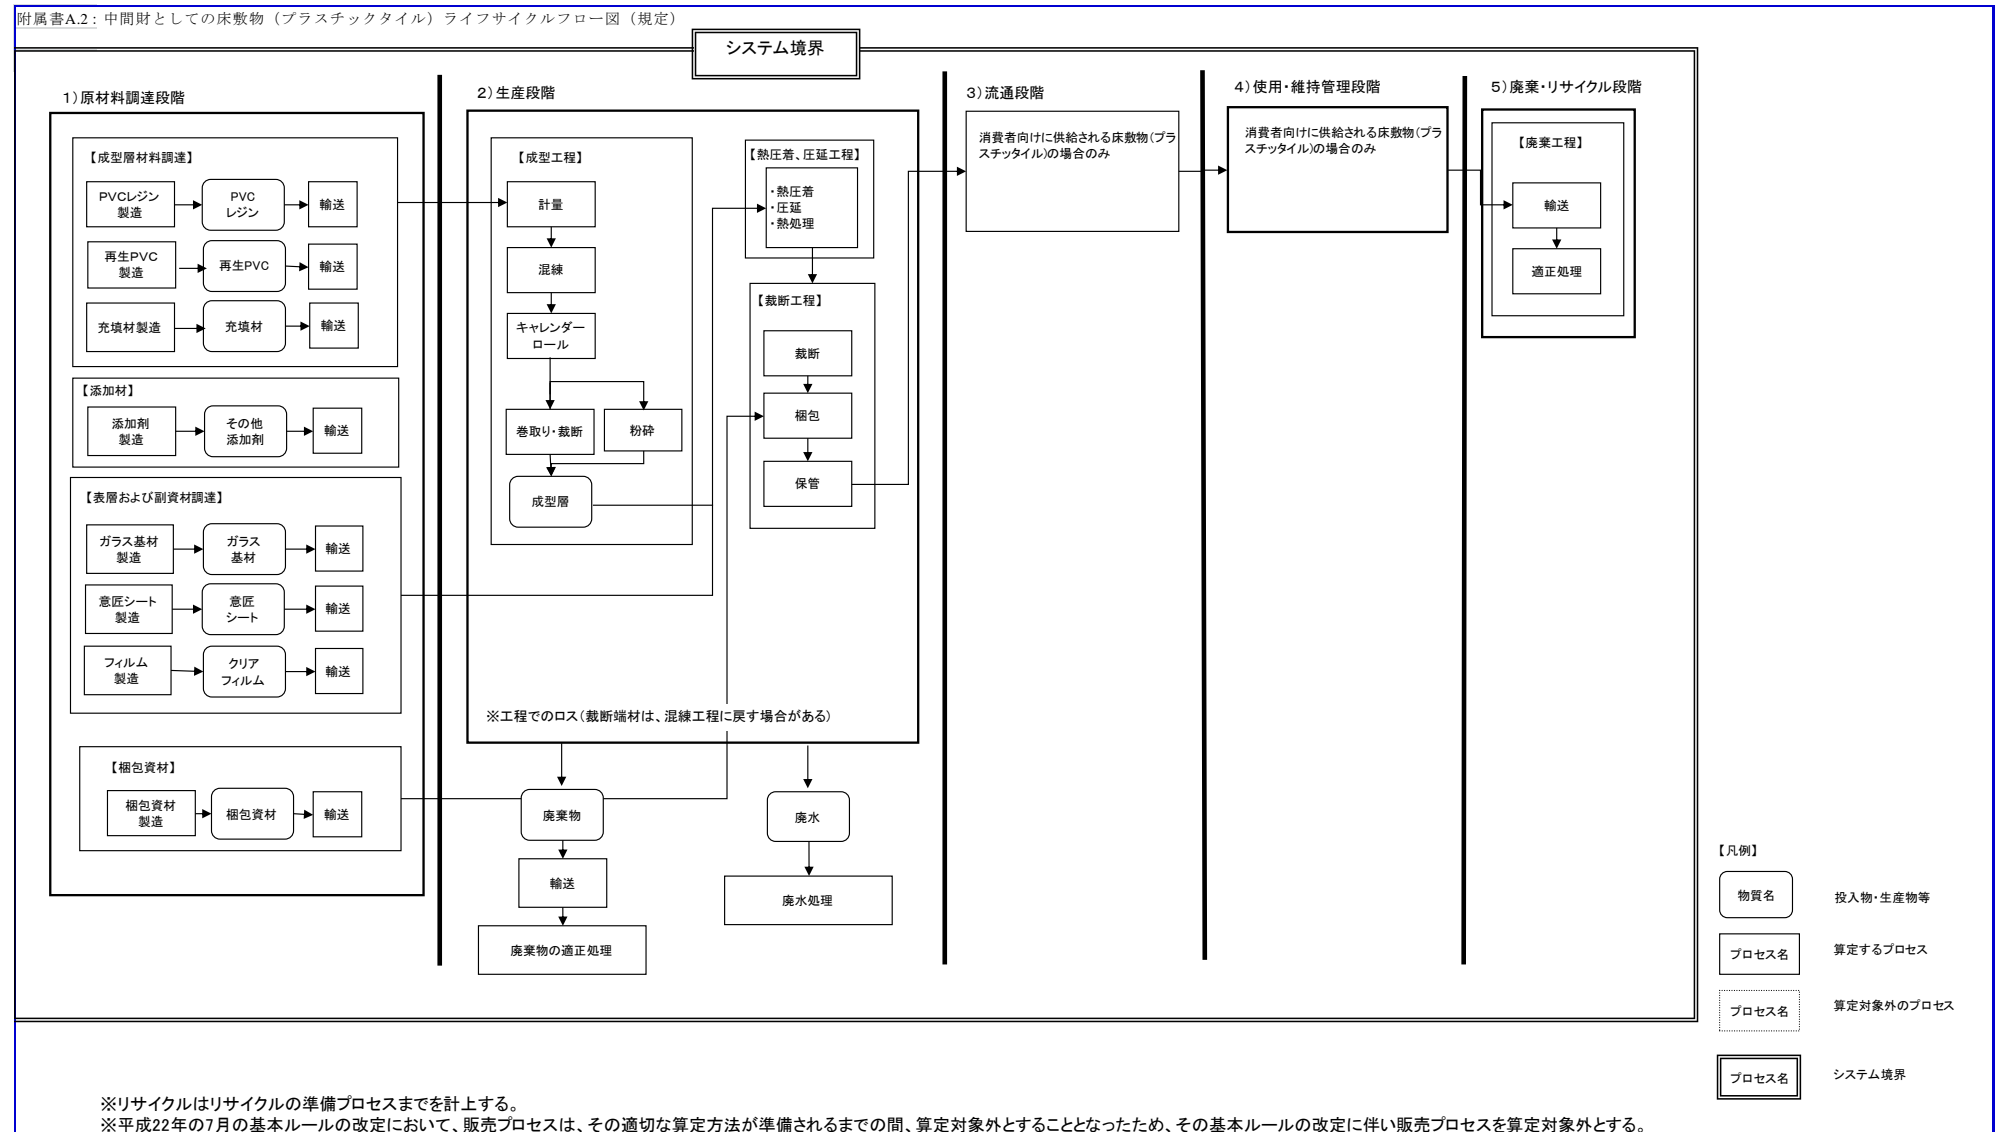 附属書A.2：中間財としての床敷物（プラスチックタイル）ライフサイクルフロー図（規定）
システム境界
1）原材料調達段階
【成型層材料調達】
PVCレジン
製造
PVC
レジン
輸送
再生PVC
製造
再生PVC
輸送
充填材製造
充填材
輸送
【添加材】
添加剤
製造
その他
添加剤
輸送
【表層および副資材調達】
ガラス基材
製造
ガラス
基材
輸送
意匠シート
製造
意匠
シート
輸送
フィルム
製造
クリア
フィルム
輸送
【梱包資材】
梱包資材
製造
梱包資材
輸送
2）生産段階
【成型工程】
計量
混練
キャレンダー
ロール
巻取り・裁断
粉砕
成型層
【熱圧着、圧延工程】
・熱圧着
・圧延
・熱処理
【裁断工程】
裁断
梱包
保管
※工程でのロス（裁断端材は、混練工程に戻す場合がある）
廃棄物
輸送
廃棄物の適正処理
廃水
廃水処理
3）流通段階
消費者向けに供給される床敷物（プラ
スチッタイル）の場合のみ
4）使用・維持管理段階
消費者向けに供給される床敷物（プラ
スチッタイル）の場合のみ
5）廃棄・リサイクル段階
【廃棄工程】
輸送
適正処理
【凡例】
物質名
投入物・生産物等
プロセス名
算定するプロセス
プロセス名
算定対象外のプロセス
プロセス名
システム境界
※リサイクルはリサイクルの準備プロセスまでを計上する。
※平成22年の7月の基本ルールの改定において、販売プロセスは、その適切な算定方法が準備されるまでの間、算定対象外とすることとなったため、その基本ルールの改定に伴い販売プロセスを算定対象外とする。